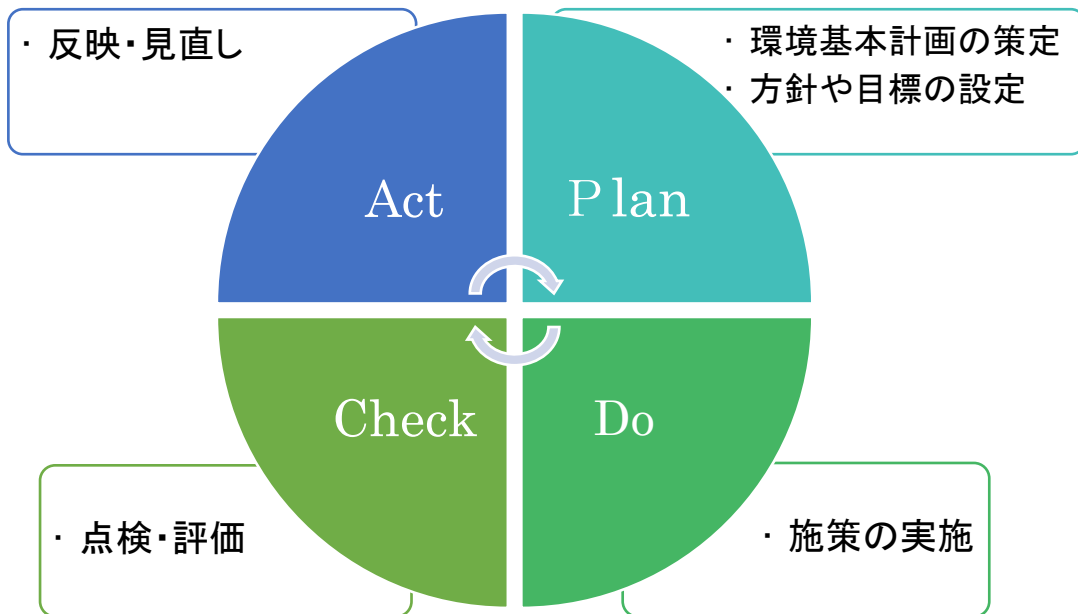 ・ 反映・見直し
・ 環境基本計画の策定
・ 方針や目標の設定
Act
Ｐlan
Check
Do
・ 点検・評価
・ 施策の実施